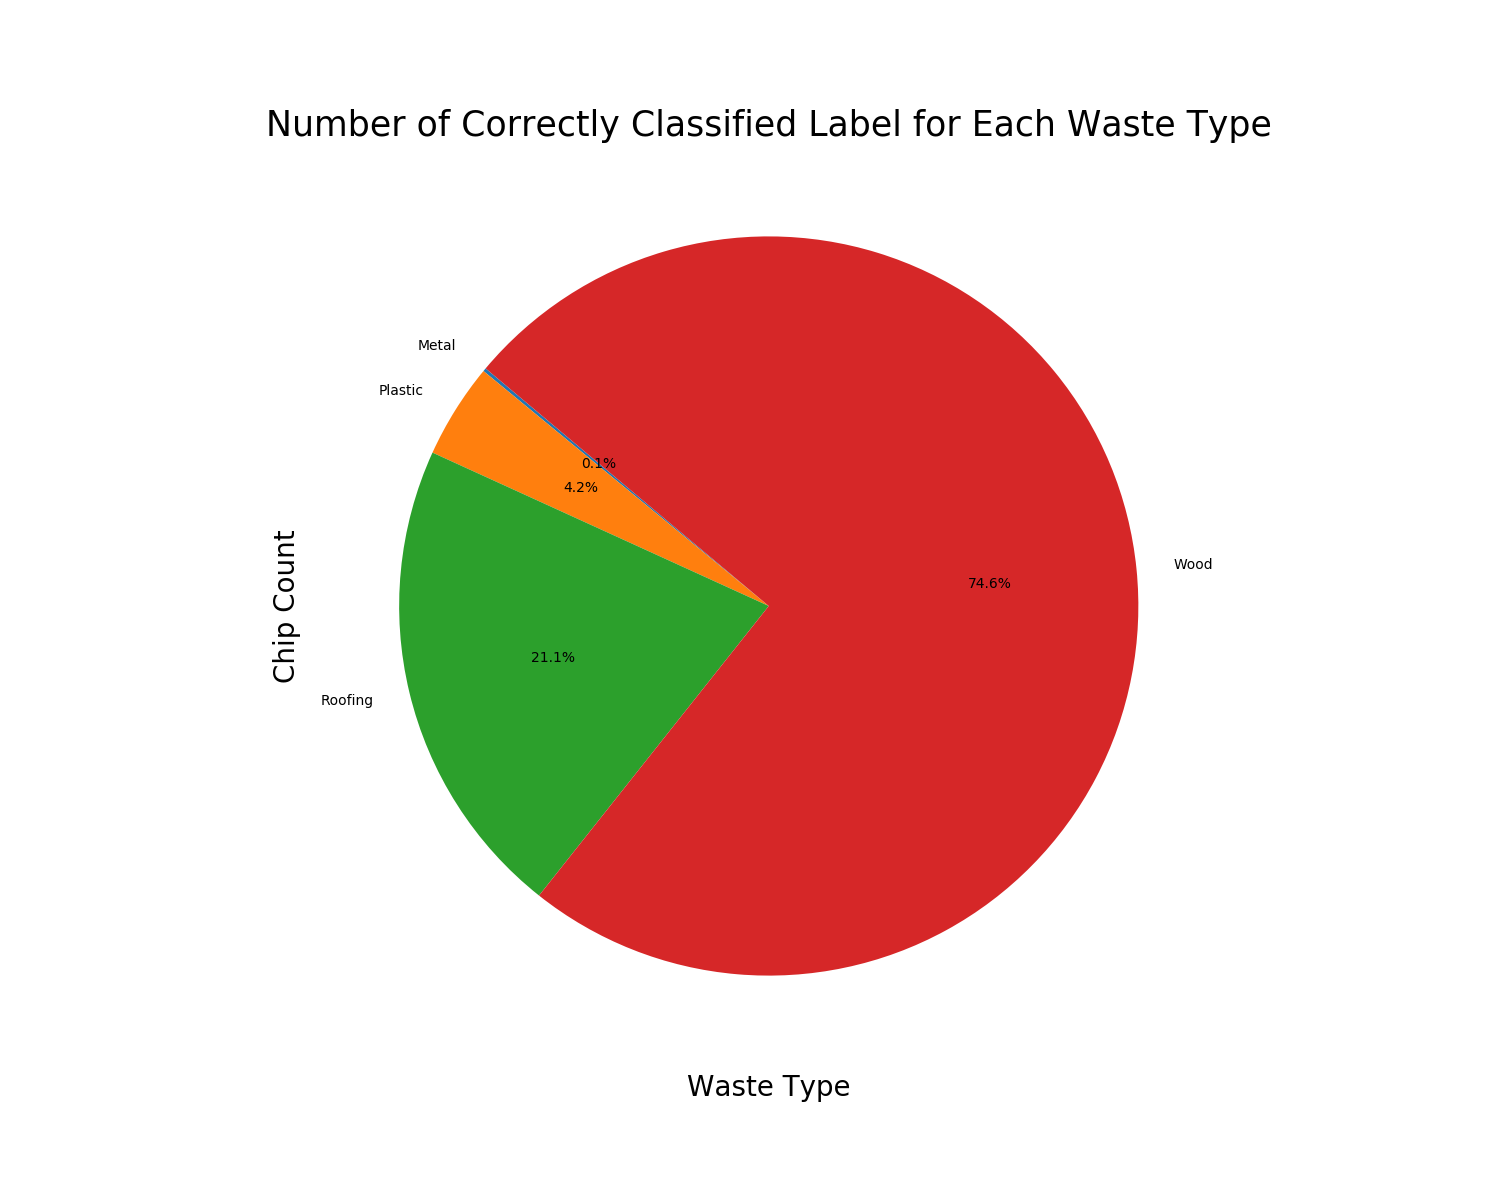 Number of Correctly Classified Label for Each Waste Type
Metal
Plastic
0.1%
4.2%
Wood
74.6%
Chip Count
21.1%
Roofing
Waste Type